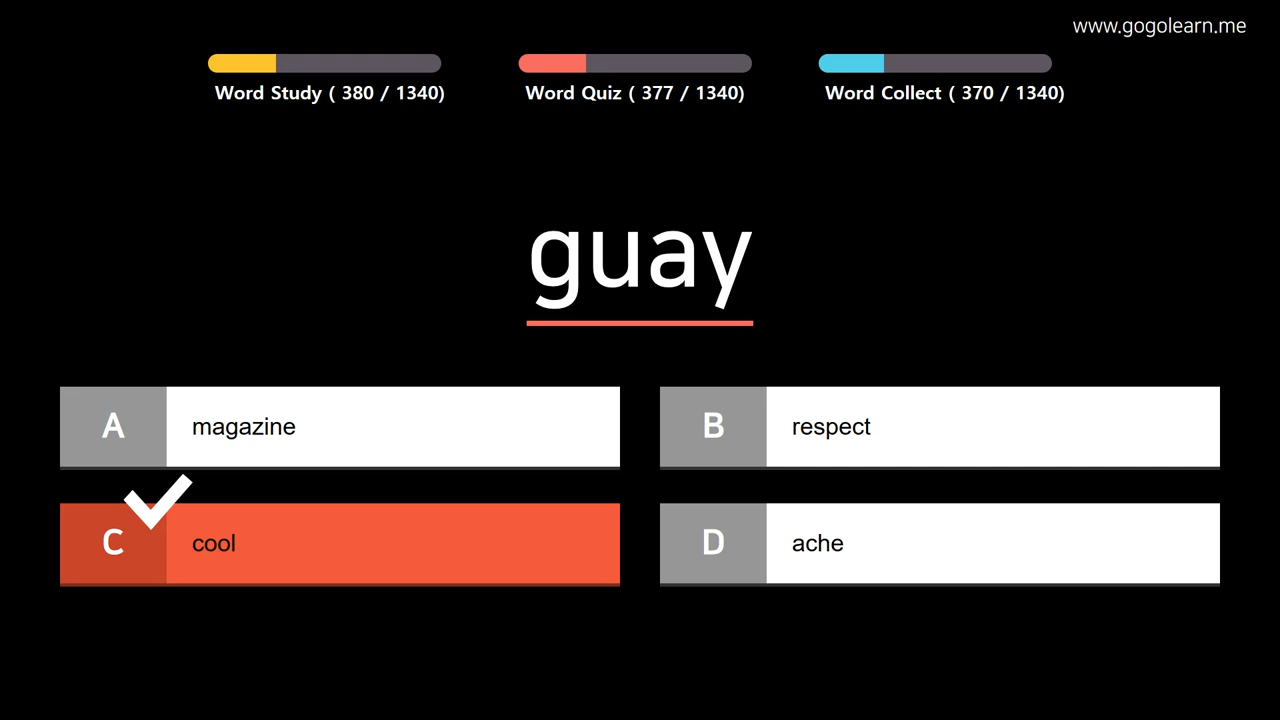 www.gogolearn.me
Word Study ( 380 / 1340)
Word Quiz ( 377 / 1340)
Word Collect ( 370 / 1340)
guay
A magazine
B respect
C cool
D ache